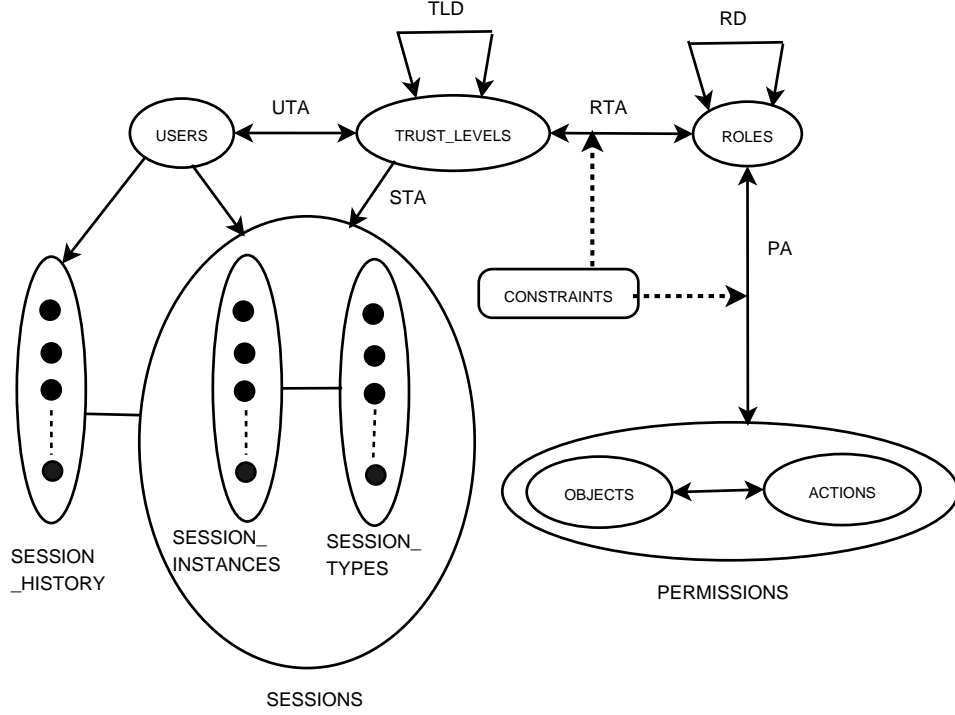 TLD
RD
UTA
RTA
USERS
TRUST_LEVELS
ROLES
STA
PA
CONSTRAINTS
OBJECTS
ACTIONS
SESSION
_HISTORY
SESSION_
INSTANCES
SESSION_
TYPES
PERMISSIONS
SESSIONS